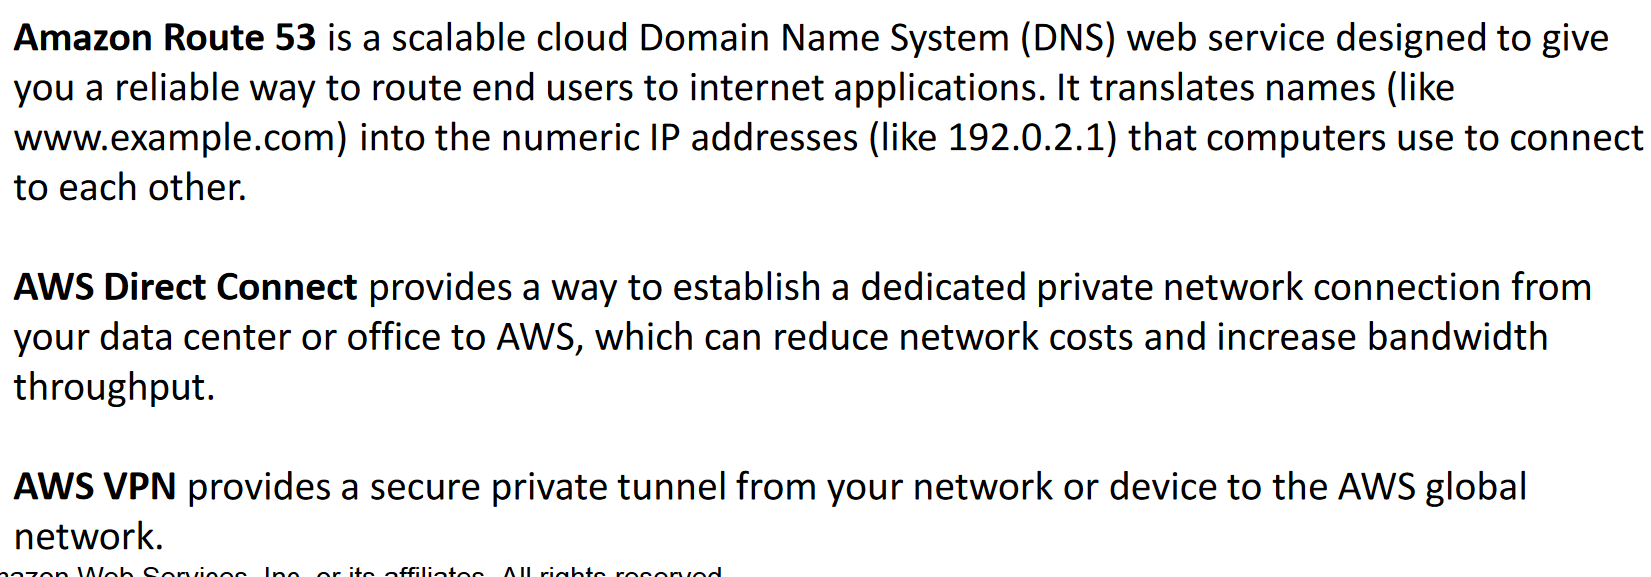 Amazon Route 53 is a scalable cloud Domain Name System (DNS) web service designed to give
you a reliable way to route end users to internet applications. It translates names (like
www.example.com) into the numeric IP addresses (like 192.0.2.1) that computers use to connect
to each other.
AWS Direct Connect provides a way to establish a dedicated private network connection from
your data center or office to AWS, which can reduce network costs and increase bandwidth
throughput.
AWS VPN provides a secure private tunnel from your network or device to the AWS global
network.
mazon Web Services, Inc. or its affiliates. All rights reserved.